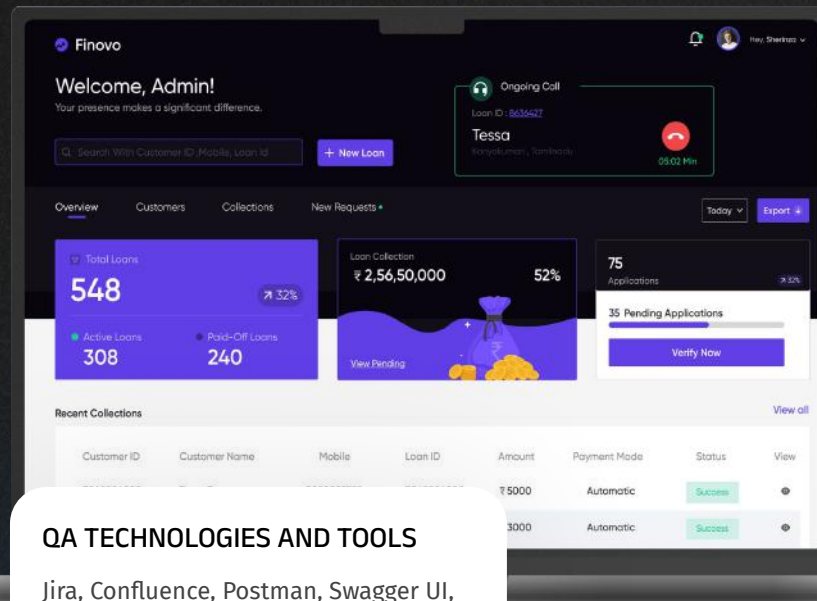 Finovo
Hey, Sherinaa
Welcome, Admin!
Your presence makes a significant difference.
Ongoing Call
Loan ID : 8636427
Tessa
Kanyakumari , Tamilnadu
05:02 Min
Search With Customer ID ,Mobile, Loan Id
+ New Loan
Overview Customers Collections New Requests
Today Export
Total Loans
548
32%
Active Loans Paid-Off Loans
308 240
Loan Collection
₹ 2,56,50,000 52%
View Pending
75
Applications 32%
35 Pending Applications
Verify Now
Recent Collections View all
Customer ID Customer Name Mobile Loan ID Amount Payment Mode Status View
₹ 5000 Automatic Success
3000 Automatic Success
QA TECHNOLOGIES AND TOOLS
Jira, Confluence, Postman, Swagger UI,